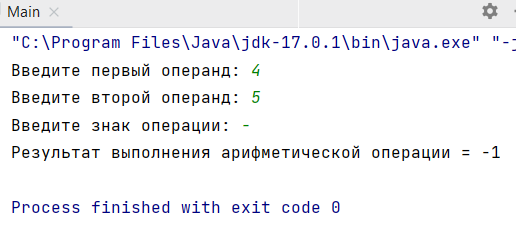 Main
"C:\Program Files\Java\jdk-17.0.1\bin\java.exe" "-j
Введите первый операнд: 4
Введите второй операнд: 5
Введите знак операции: -
Результат выполнения арифметической операции = -1
Process finished with exit code 0